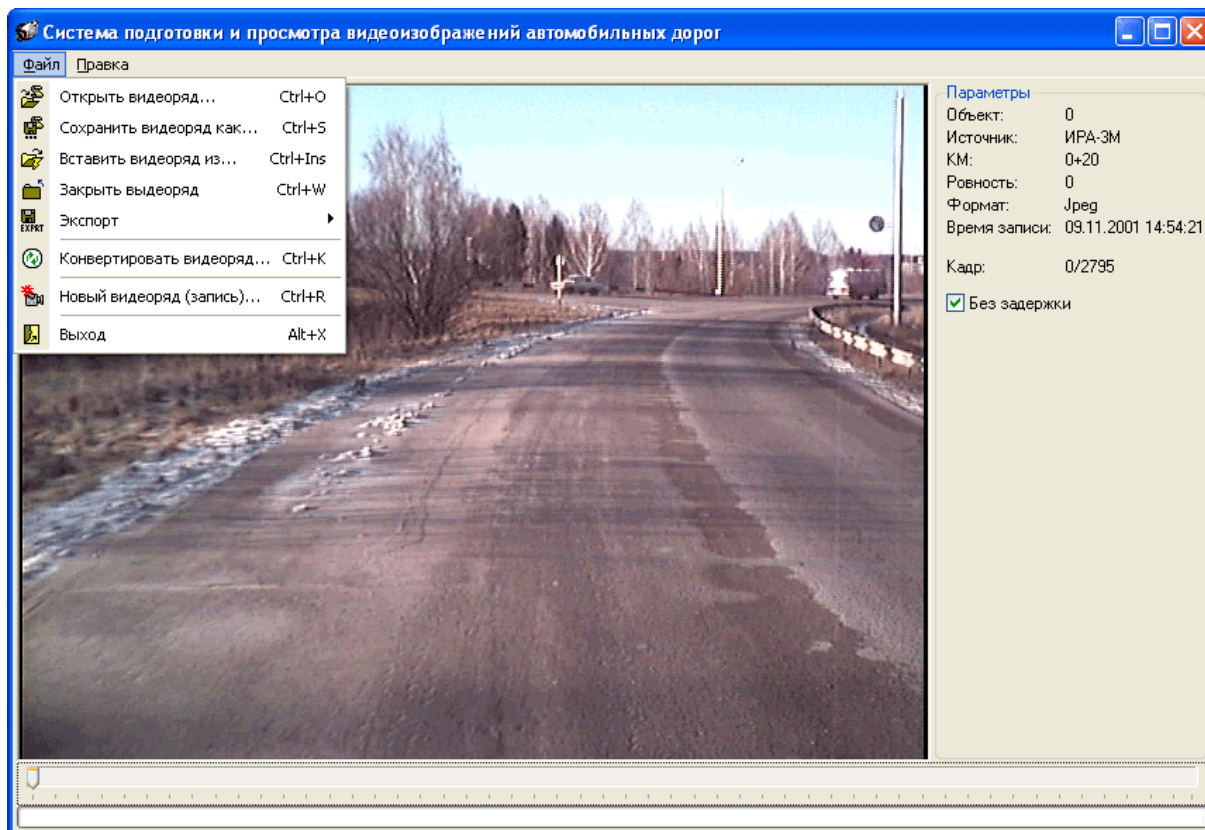 Система подготовки и просмотра видеоизображений автомобильных дорог
Файл Правка
Открыть видеоряд... Ctrl+O
Сохранить видеоряд как... Ctrl+S
Вставить видеоряд из... Ctrl+Ins
Закрыть выдеоряд Ctrl+W
EXPRT Экспорт
Конвертировать видеоряд... Ctrl+K
Новый видеоряд (запись)... Ctrl+R
Выход Alt+X
Параметры
Объект: 0
Источник: ИРА-3М
КМ: 0+20
Ровность: 0
Формат: Jpeg
Время записи: 09.11.2001 14:54:21
Кадр: 0/2795
Без задержки